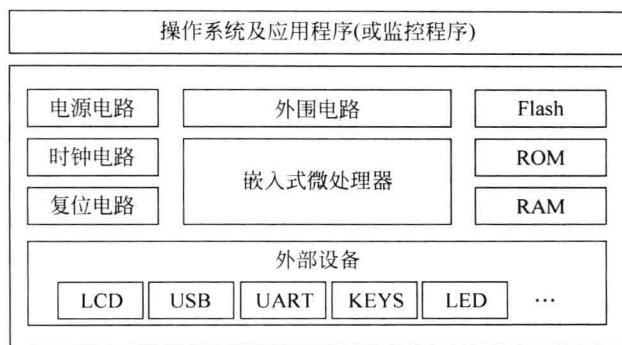 操作系统及应用程序(或监控程序)
电源电路
外围电路
Flash
时钟电路
嵌入式微处理器
ROM
复位电路
RAM
外部设备
LCD
USB
UART
KEYS
LED
…